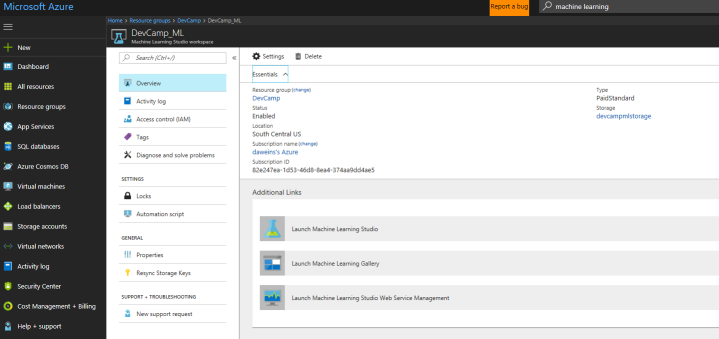 Microsoft Azure
Report a bug
machine learning
Home > Resource groups > DevCamp > DevCamp_ML
DevCamp_ML
Machine Learning Studio workspace
New
Dashboard
All resources
Resource groups
App Services
SQL databases
Azure Cosmos DB
Virtual machines
Load balancers
Storage accounts
Virtual networks
Activity log
Security Center
Cost Management + Billing
Help + support
Search (Ctrl+/)
Overview
Activity log
Access control (IAM)
Tags
Diagnose and solve problems
SETTINGS
Locks
Automation script
GENERAL
Properties
Resync Storage Keys
SUPPORT + TROUBLESHOOTING
New support request
Settings
Delete
Essentials
Resource group (change)
DevCamp
Status
Enabled
Location
South Central US
Subscription name (change)
daweins's Azure
Subscription ID
82e247ea-1d53-46d8-8ea4-374aa9dd4ae5
Type
PaidStandard
Storage
devcampmlstorage
Additional Links
Launch Machine Learning Studio
Launch Machine Learning Gallery
Launch Machine Learning Studio Web Service Management